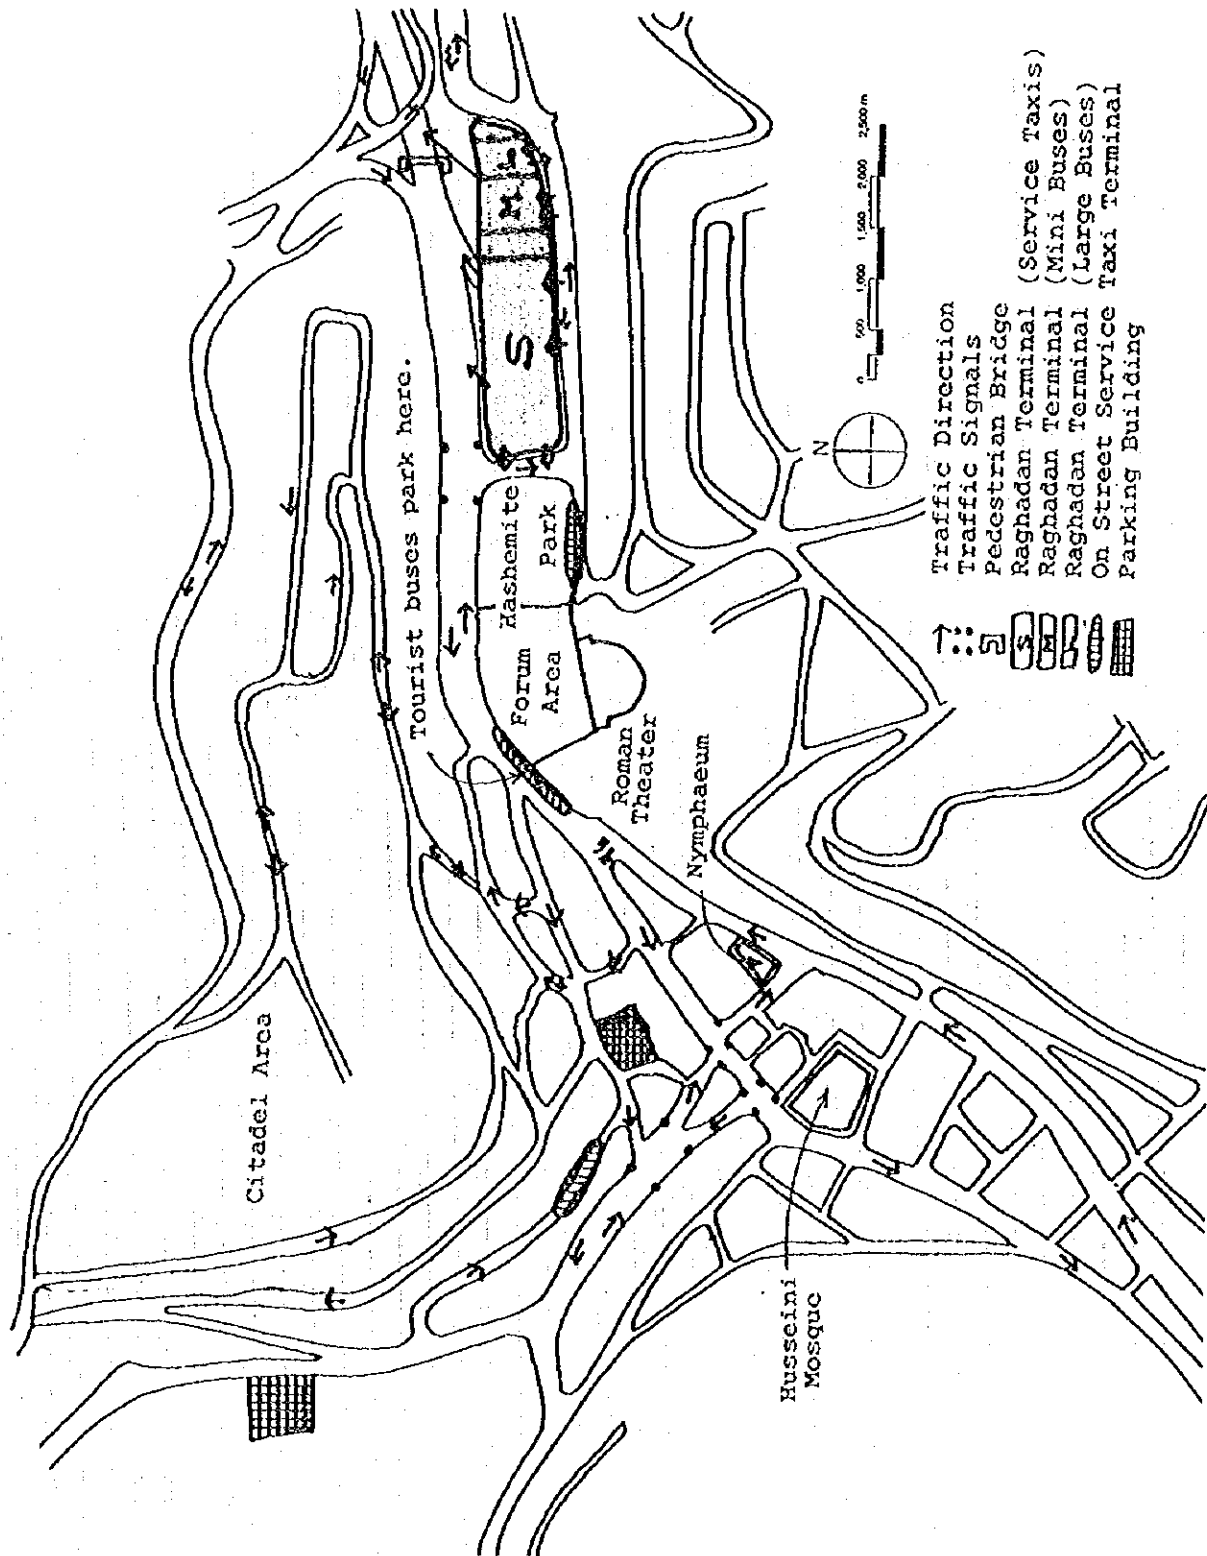 Citadel Area
Tourist buses park here.
Hashemite
Park
Forum
Area
Roman
Theater
Nymphaeum
Husseini
Mosque
S
M
L
N
0 500 1,000 1,500 2,000 2,500 m
Traffic Direction
Traffic Signals
Pedestrian Bridge
S Raghadan Terminal (Service Taxis)
M Raghadan Terminal (Mini Buses)
L Raghadan Terminal (Large Buses)
On Street Service Taxi Terminal
Parking Building